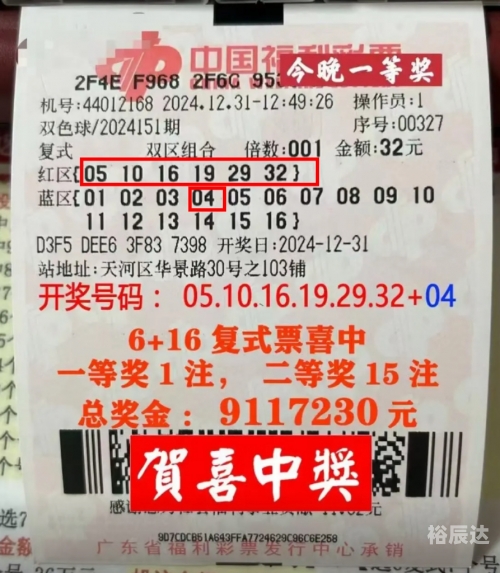 中国福利彩票
今晚一等奖
2F4E F968 2F6C 953
机号:44012168 2024.12.31-12:49:26 操作员:1
双色球/2024151期 序号:00327
复式 双区组合 倍数:001 金额:32元
红区{05 10 16 19 29 32}
蓝区{01 02 03 04 05 06 07 08 09 10
11 12 13 14 15 16}
D3F5 DEE6 3F83 7398 开奖日:2024-12-31
站地址:天河区华景路30号之103铺
开奖号码：05.10.16.19.29.32+04
6+16复式票喜中
一等奖1注，二等奖15注
总奖金：9117230元
賀喜中奬
9D7CDCB51A643FFA7724629C96C6E258
广东省福利彩票发行中心承销
裕辰达